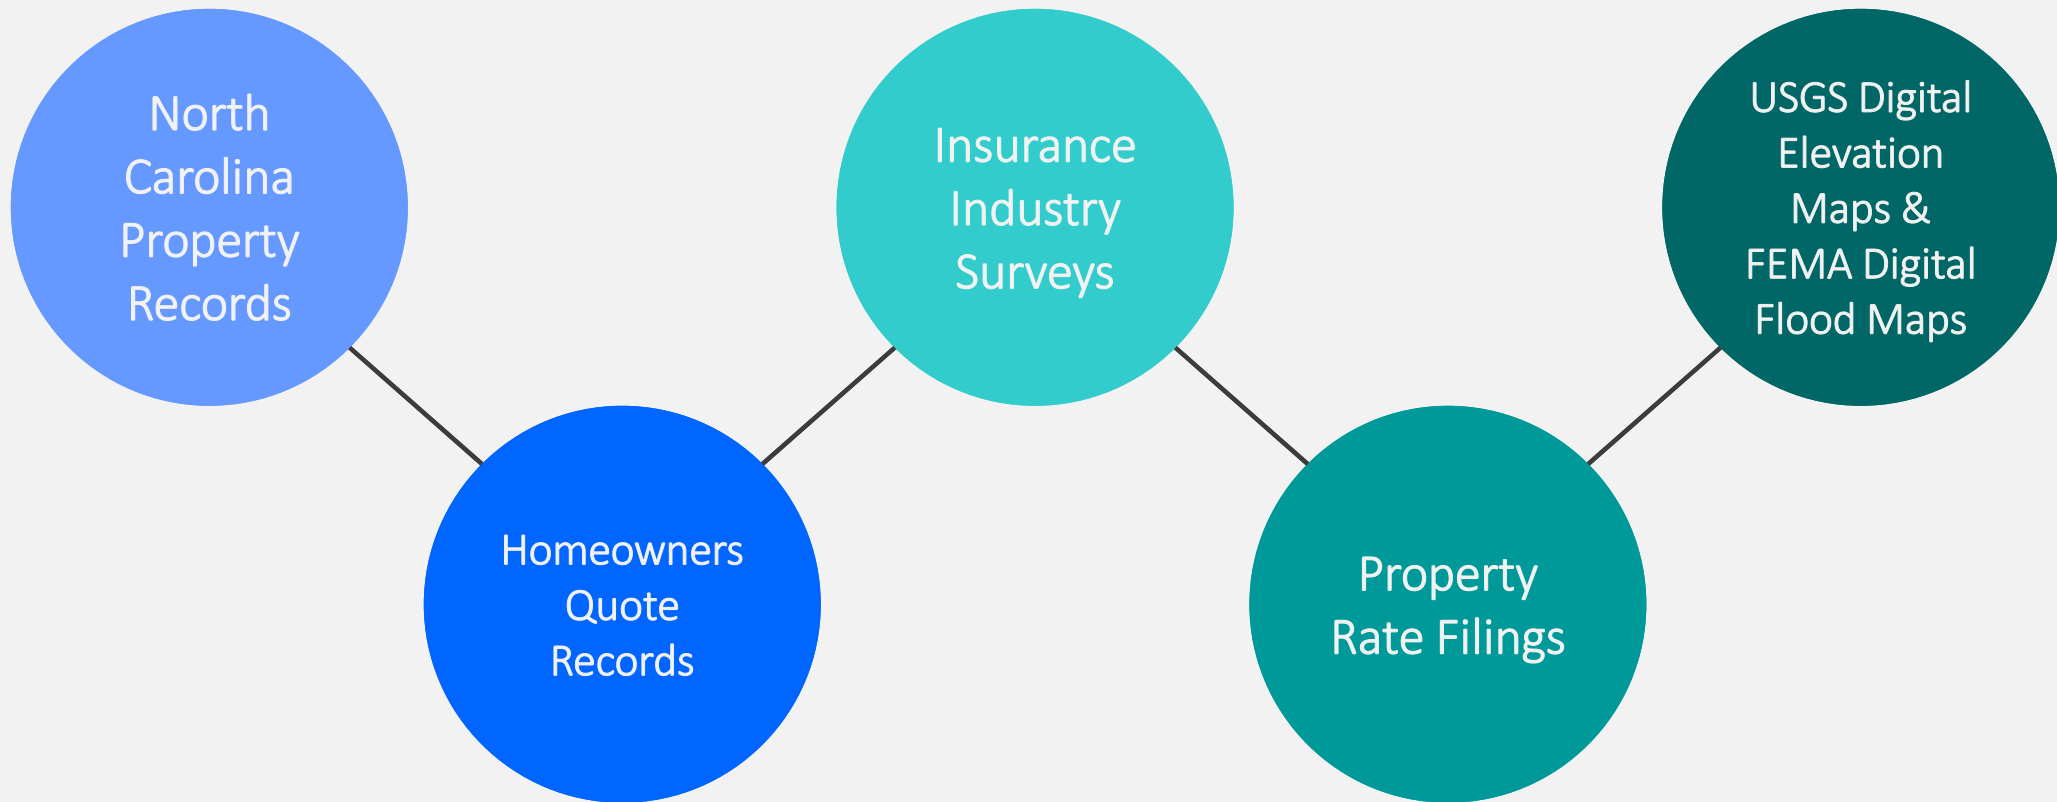 North
Carolina
Property
Records
Homeowners
Quote
Records
Insurance
Industry
Surveys
Property
Rate Filings
USGS Digital
Elevation
Maps &
FEMA Digital
Flood Maps